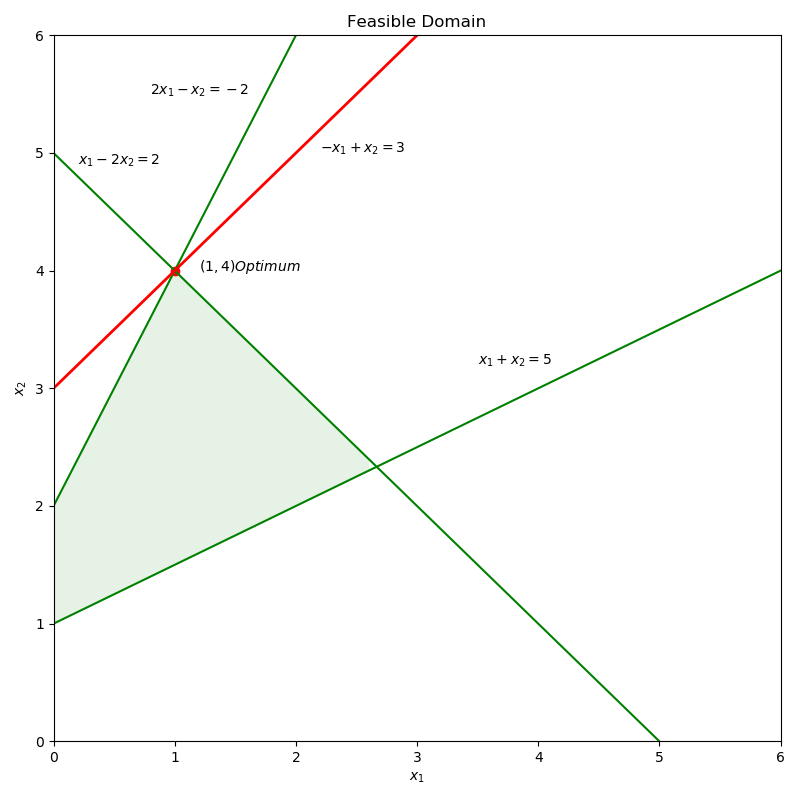 Feasible Domain
6
5
4
3
2
1
0
x₂
2x₁ − x₂ = −2
x₁ − 2x₂ = 2
−x₁ + x₂ = 3
(1, 4)Optimum
x₁ + x₂ = 5
0 1 2 3 4 5 6
x₁